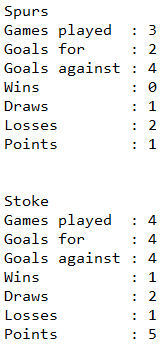 Spurs
Games played  : 3
Goals for     : 2
Goals against : 4
Wins          : 0
Draws         : 1
Losses        : 2
Points        : 1

Stoke
Games played  : 4
Goals for     : 4
Goals against : 4
Wins          : 1
Draws         : 2
Losses        : 1
Points        : 5